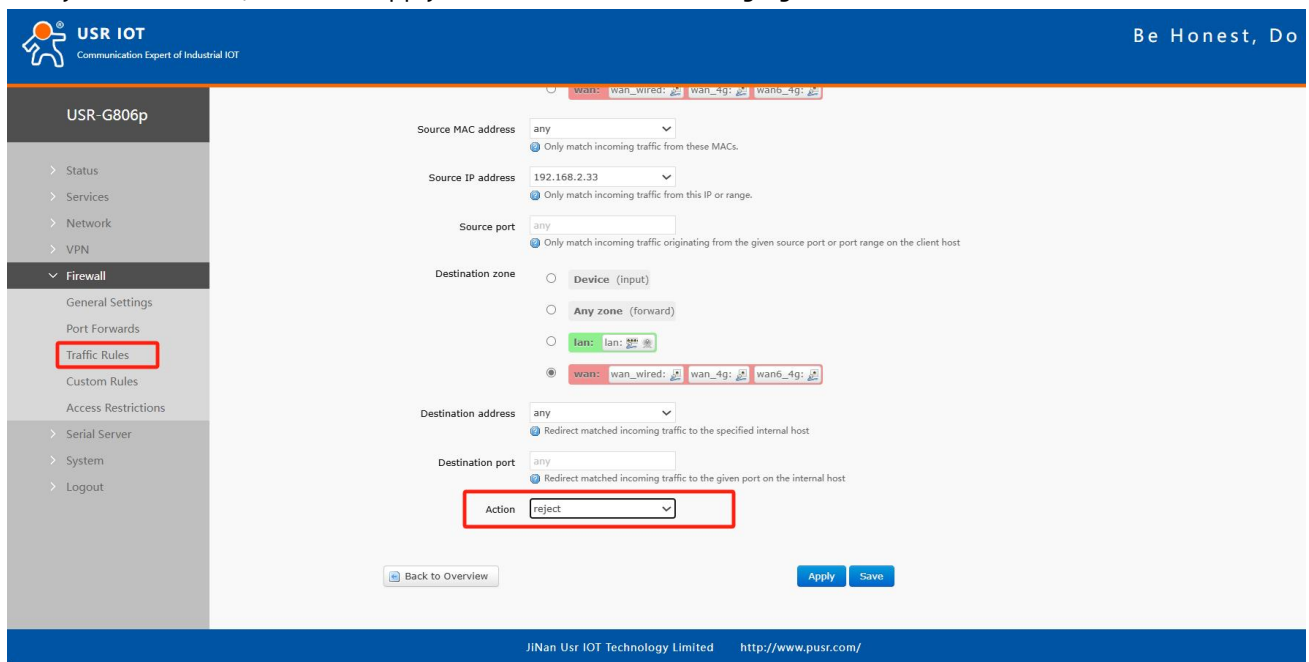 USR IOT
Communication Expert of Industrial IOT
Be Honest, Do
USR-G806p
Status
Services
Network
VPN
Firewall
General Settings
Port Forwards
Traffic Rules
Custom Rules
Access Restrictions
Serial Server
System
Logout
wan: wan_wired: wan_4g: wan6_4g:
Source MAC address any
Only match incoming traffic from these MACs.
Source IP address 192.168.2.33
Only match incoming traffic from this IP or range.
Source port any
Only match incoming traffic originating from the given source port or port range on the client host
Destination zone
Device (input)
Any zone (forward)
lan: lan:
wan: wan_wired: wan_4g: wan6_4g:
Destination address any
Redirect matched incoming traffic to the specified internal host
Destination port any
Redirect matched incoming traffic to the given port on the internal host
Action reject
Back to Overview
Apply Save
JiNan Usr IOT Technology Limited http://www.pusr.com/